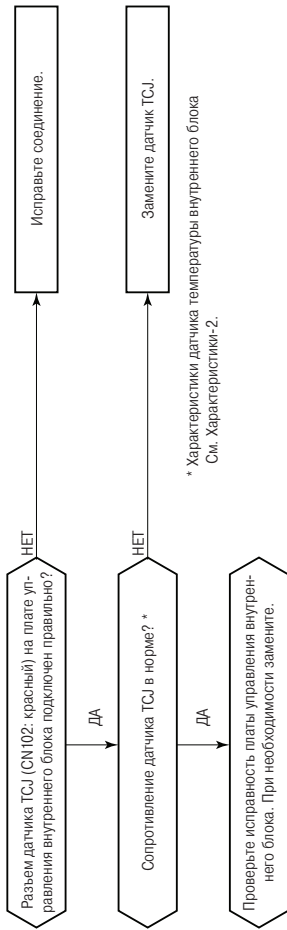 Разъем датчика TCJ (CN102: красный) на плате уп-
равления внутреннего блока подключен правильно?
НЕТ
Исправьте соединение.
ДА
Сопротивление датчика TCJ в норме? *
НЕТ
Замените датчик TCJ.
* Характеристики датчика температуры внутреннего блока
См. Характеристики-2.
ДА
Проверьте исправность платы управления внутрен-
него блока. При необходимости замените.